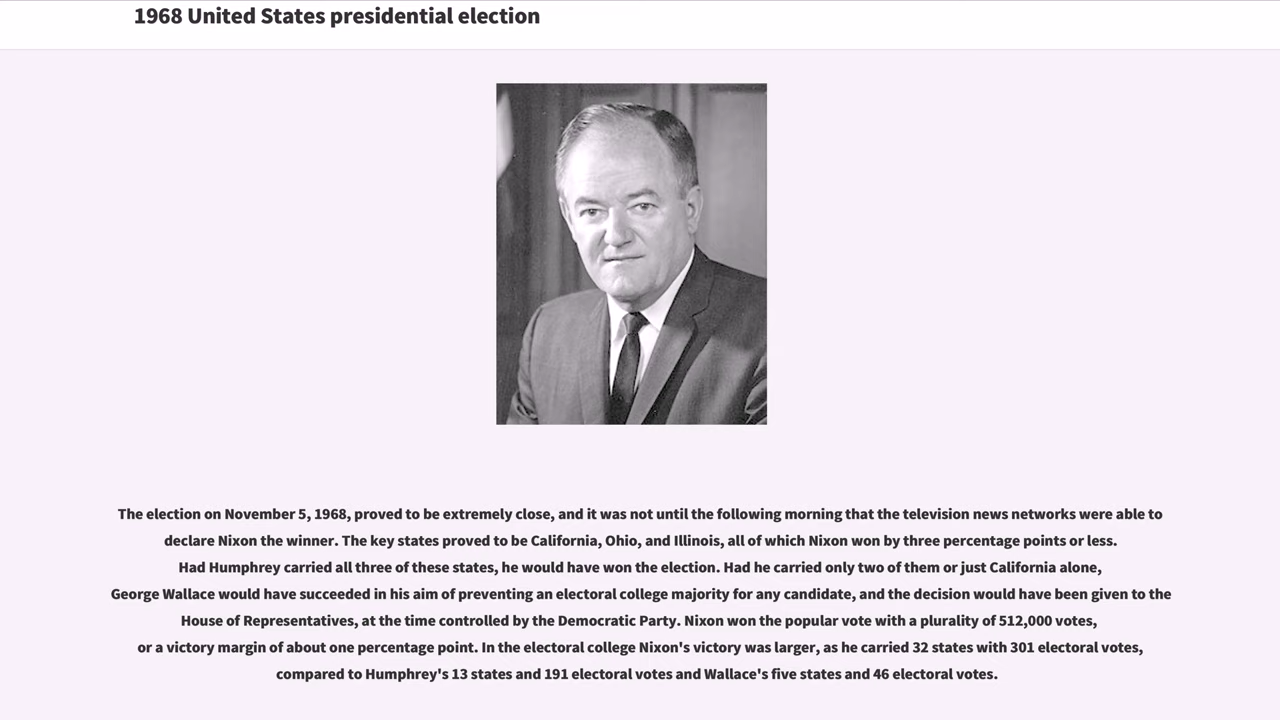 1968 United States presidential election
The election on November 5, 1968, proved to be extremely close, and it was not until the following morning that the television news networks were able to
declare Nixon the winner. The key states proved to be California, Ohio, and Illinois, all of which Nixon won by three percentage points or less.
Had Humphrey carried all three of these states, he would have won the election. Had he carried only two of them or just California alone,
George Wallace would have succeeded in his aim of preventing an electoral college majority for any candidate, and the decision would have been given to the
House of Representatives, at the time controlled by the Democratic Party. Nixon won the popular vote with a plurality of 512,000 votes,
or a victory margin of about one percentage point. In the electoral college Nixon's victory was larger, as he carried 32 states with 301 electoral votes,
compared to Humphrey's 13 states and 191 electoral votes and Wallace's five states and 46 electoral votes.